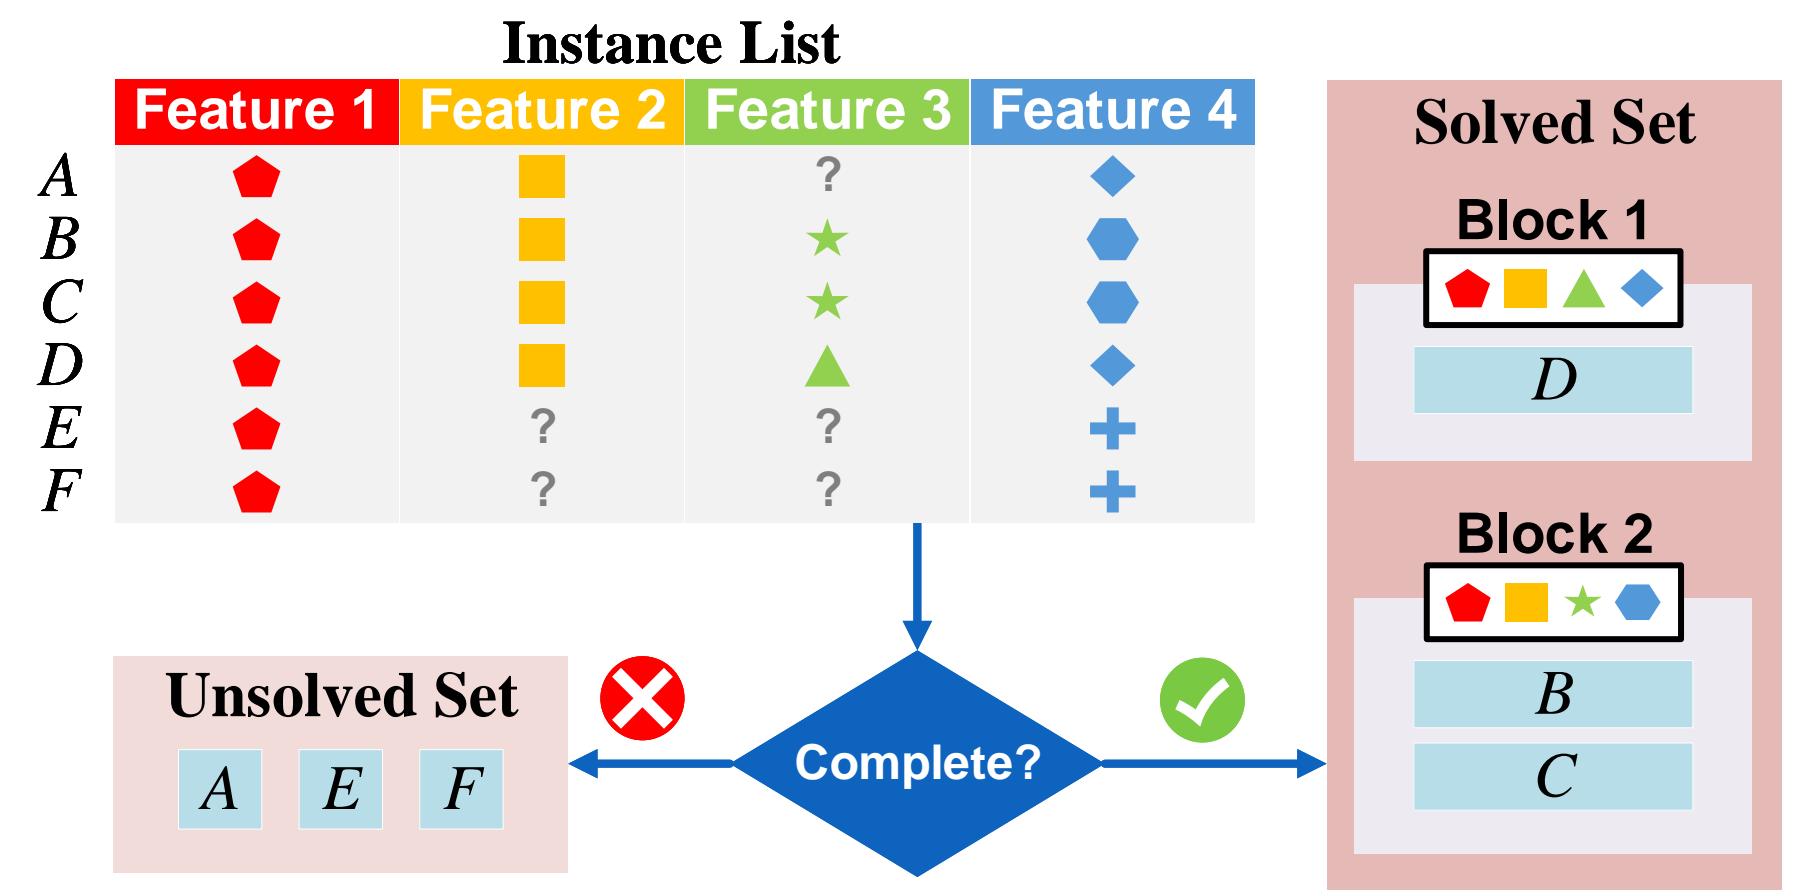 Instance List
Feature 1 Feature 2 Feature 3 Feature 4
A ?
B
C
D
E ? ?
F ? ?
Solved Set
Block 1
D
Block 2
B
C
Unsolved Set
A E F
Complete?